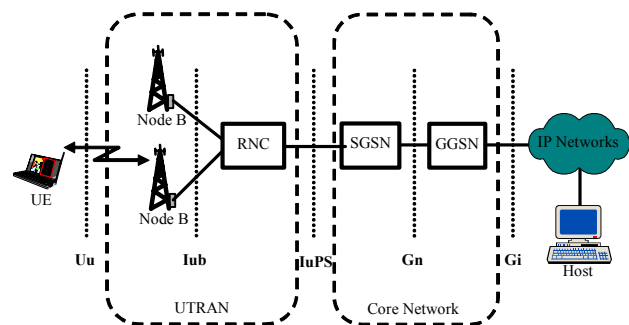 Node B
RNC
SGSN
GGSN
IP Networks
UE
Node B
Uu
Iub
IuPS
Gn
Gi
Host
UTRAN
Core Network